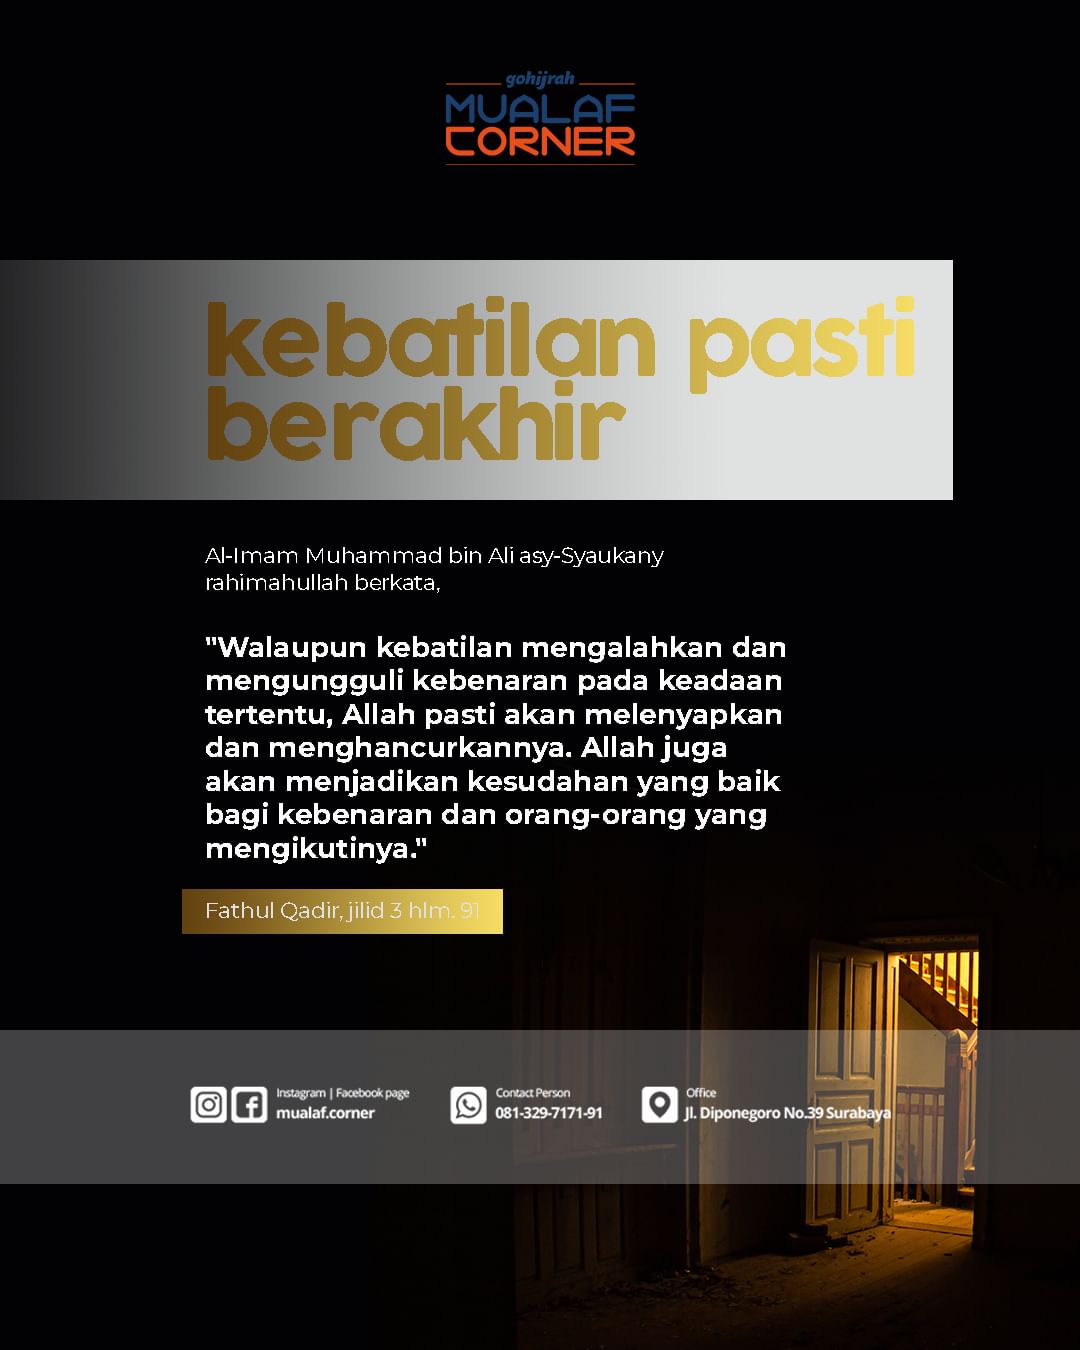 gohijrah
MUALAF
CORNER
kebatilan pasti
berakhir
Al-Imam Muhammad bin Ali asy-Syaukany
rahimahullah berkata,
"Walaupun kebatilan mengalahkan dan
mengungguli kebenaran pada keadaan
tertentu, Allah pasti akan melenyapkan
dan menghancurkannya. Allah juga
akan menjadikan kesudahan yang baik
bagi kebenaran dan orang-orang yang
mengikutinya."
Fathul Qadir, jilid 3 hlm. 91
Instagram | Facebook page
mualaf.corner
Contact Person
081-329-7171-91
Office
Jl. Diponegoro No.39 Surabaya